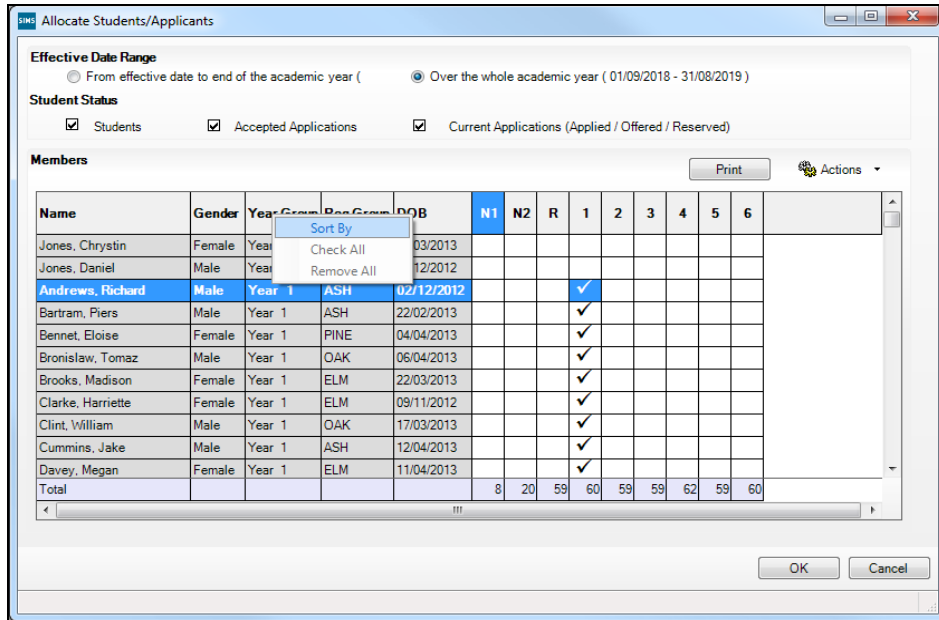 SIMS Allocate Students/Applicants
Effective Date Range
From effective date to end of the academic year ( Over the whole academic year ( 01/09/2018 - 31/08/2019 )
Student Status
Students Accepted Applications Current Applications (Applied / Offered / Reserved)
Members Print Actions
Name Gender Year Group Reg Group DOB N1 N2 R 1 2 3 4 5 6
Sort By
Check All
Remove All
Jones, Chrystin Female 03/2013
Jones, Daniel Male 12/2012
Andrews, Richard Male Year 1 ASH 02/12/2012 ✓
Bartram, Piers Male Year 1 ASH 22/02/2013 ✓
Bennet, Eloise Female Year 1 PINE 04/04/2013 ✓
Bronislaw, Tomaz Male Year 1 OAK 06/04/2013 ✓
Brooks, Madison Female Year 1 ELM 22/03/2013 ✓
Clarke, Harriette Female Year 1 ELM 09/11/2012 ✓
Clint, William Male Year 1 OAK 17/03/2013 ✓
Cummins, Jake Male Year 1 ASH 12/04/2013 ✓
Davey, Megan Female Year 1 ELM 11/04/2013 ✓
Total 8 20 59 60 59 59 62 59 60
OK Cancel